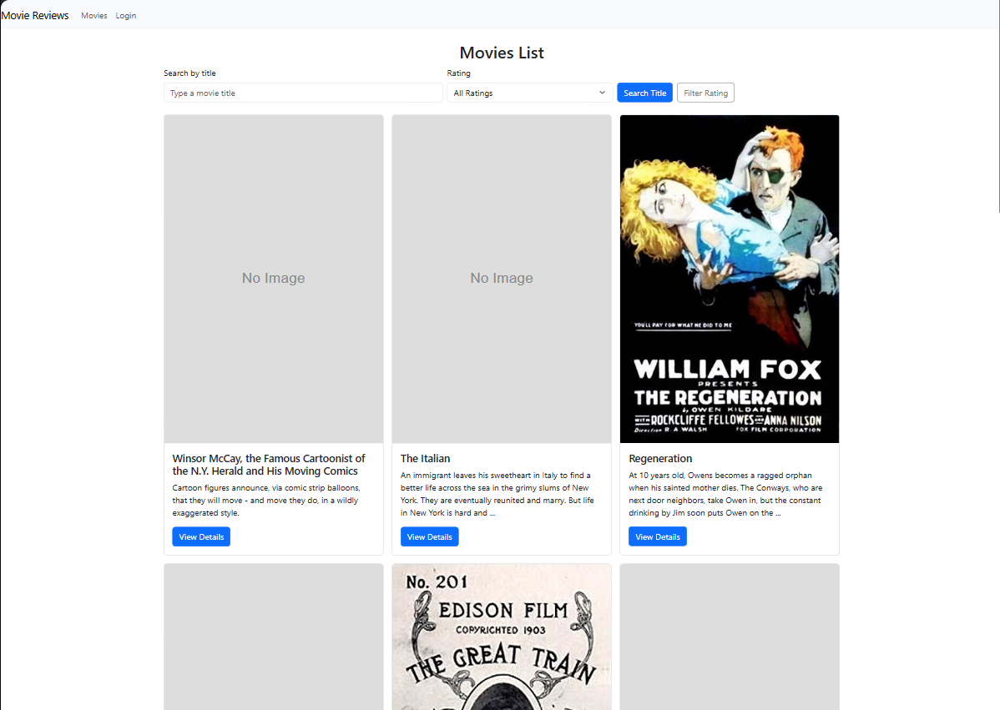 Movie Reviews Movies Login
Movies List
Search by title
Rating
Type a movie title
All Ratings
Search Title
Filter Rating
No Image
No Image
YOU'LL PAY FOR WHAT HE DID TO ME
WILLIAM FOX
PRESENTS
THE REGENERATION
by OWEN KILDARE
WITH ROCKCLIFFE FELLOWES AND ANNA NILSON
Direction R. A. WALSH FOX FILM CORPORATION
Winsor McCay, the Famous Cartoonist of
the N.Y. Herald and His Moving Comics
Cartoon figures announce, via comic strip balloons,
that they will move - and move they do, in a wildly
exaggerated style.
View Details
The Italian
An immigrant leaves his sweetheart in Italy to find a
better life across the sea in the grimy slums of New
York. They are eventually reunited and marry. But life
in New York is hard and ...
View Details
Regeneration
At 10 years old, Owens becomes a ragged orphan
when his sainted mother dies. The Conways, who are
next door neighbors, take Owen in, but the constant
drinking by Jim soon puts Owen on the ...
View Details
No. 201
EDISON FILM
COPYRIGHTED 1903
THE GREAT TRAIN